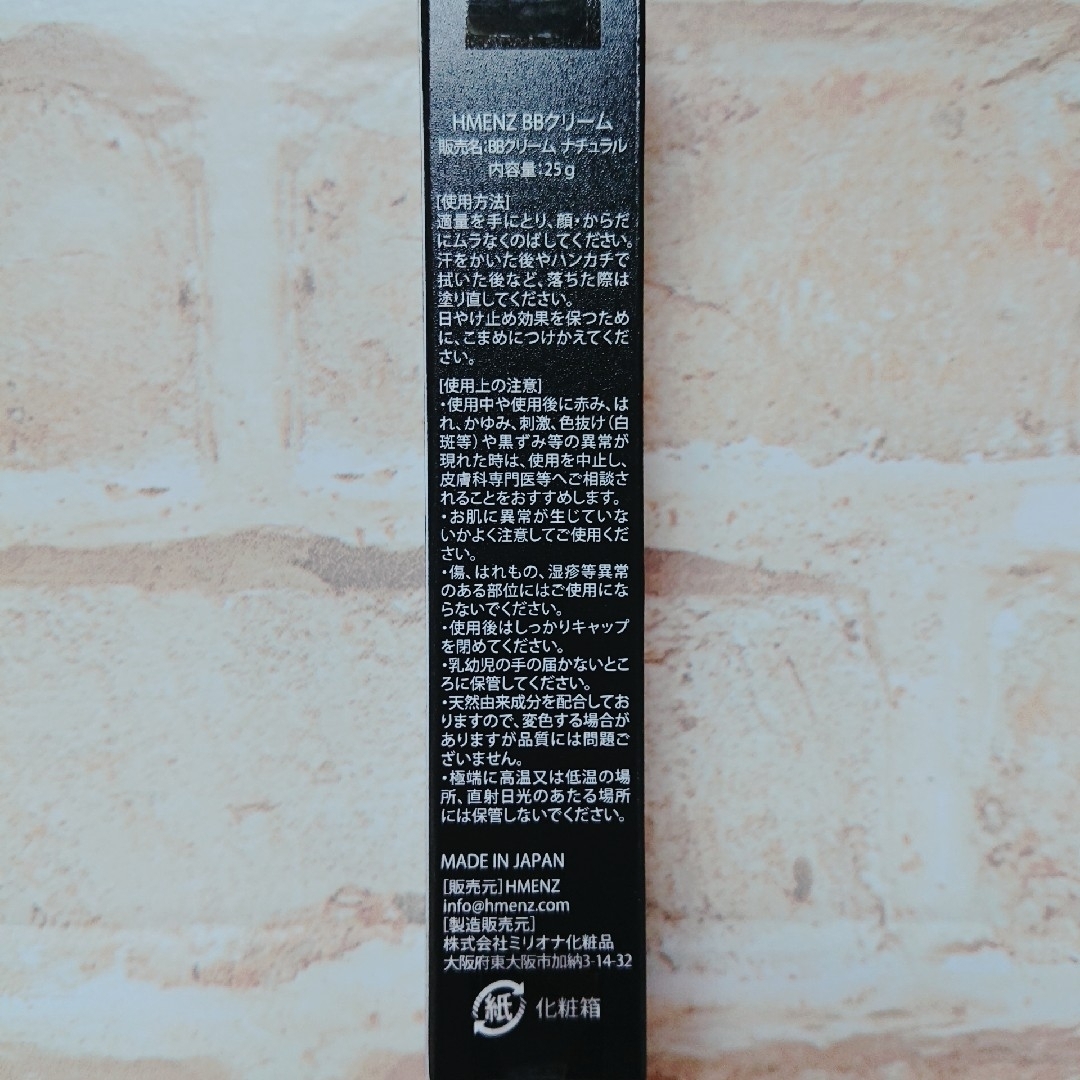 HMENZ BBクリーム
販売名:BBクリーム ナチュラル
内容量:25g
[使用方法]
適量を手にとり、顔・からだ
にムラなくのばしてください。
汗をかいた後やハンカチで
拭いた後など、落ちた際は
塗り直してください。
日やけ止め効果を保つため
に、こまめにつけかえてくだ
さい。
[使用上の注意]
・使用中や使用後に赤み、は
れ、かゆみ、刺激、色抜け(白
斑等)や黒ずみ等の異常が
現れた時は、使用を中止し、
皮膚科専門医等へご相談さ
れることをおすすめします。
・お肌に異常が生じていな
いかよく注意してご使用くだ
さい。
・傷、はれもの、湿疹等異常
のある部位にはご使用にな
らないでください。
・使用後はしっかりキャップ
を閉めてください。
・乳幼児の手の届かないとこ
ろに保管してください。
・天然由来成分を配合してお
りますので、変色する場合が
ありますが品質には問題ご
ざいません。
・極端に高温又は低温の場
所、直射日光のあたる場所
には保管しないでください。
MADE IN JAPAN
[販売元]HMENZ
info@hmenz.com
[製造販売元]
株式会社ミリオナ化粧品
大阪府東大阪市加納3-14-32
紙 化粧箱